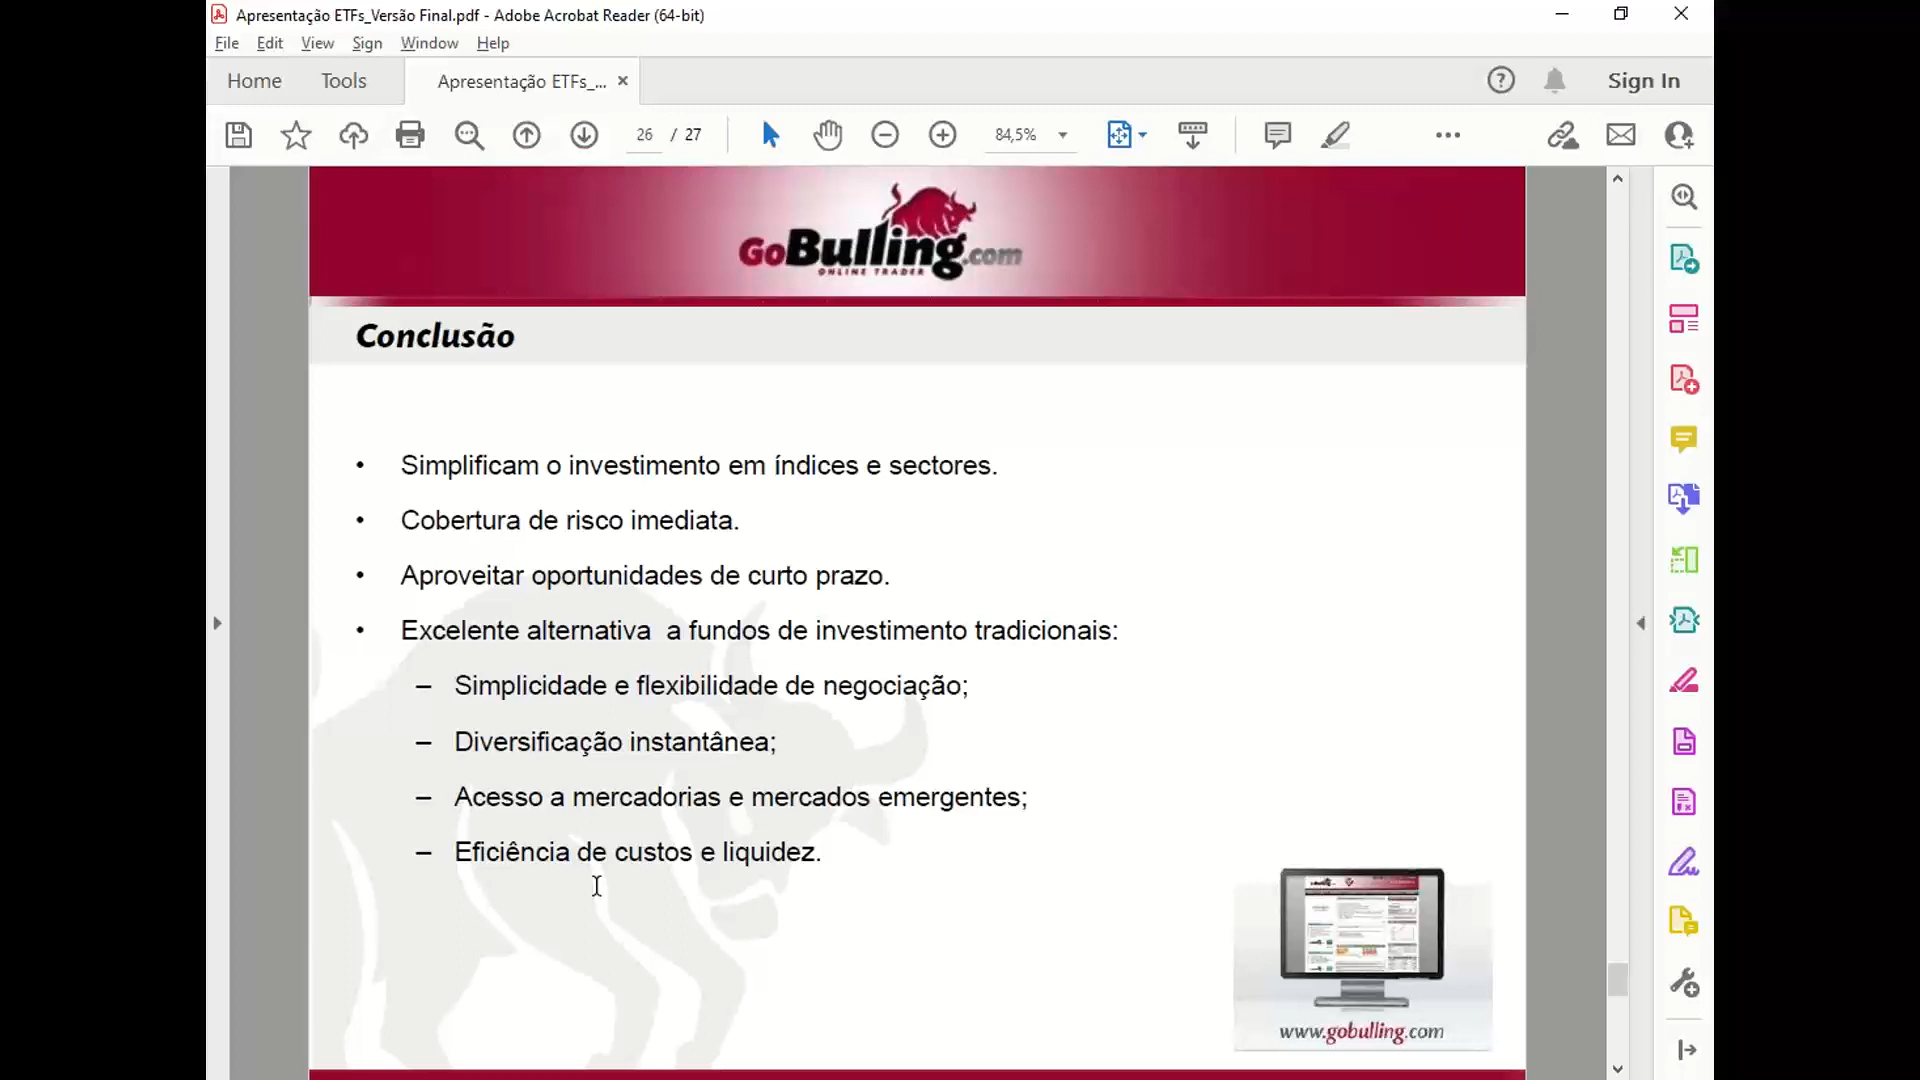 Apresentação ETFs_Versão Final.pdf - Adobe Acrobat Reader (64-bit)
File Edit View Sign Window Help
Home Tools Apresentação ETFs_... × Sign In
26 / 27 84,5%
GoBulling.com
ONLINE TRADER
Conclusão
• Simplificam o investimento em índices e sectores.
• Cobertura de risco imediata.
• Aproveitar oportunidades de curto prazo.
• Excelente alternativa a fundos de investimento tradicionais:
– Simplicidade e flexibilidade de negociação;
– Diversificação instantânea;
– Acesso a mercadorias e mercados emergentes;
– Eficiência de custos e liquidez.
www.gobulling.com